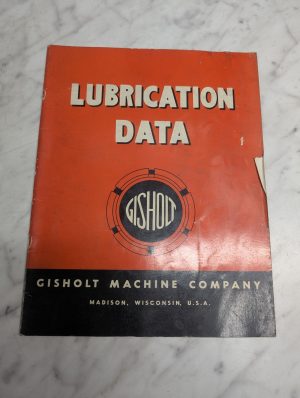 LUBRICATION
DATA
GISHOLT
GISHOLT MACHINE COMPANY
MADISON, WISCONSIN, U.S.A.